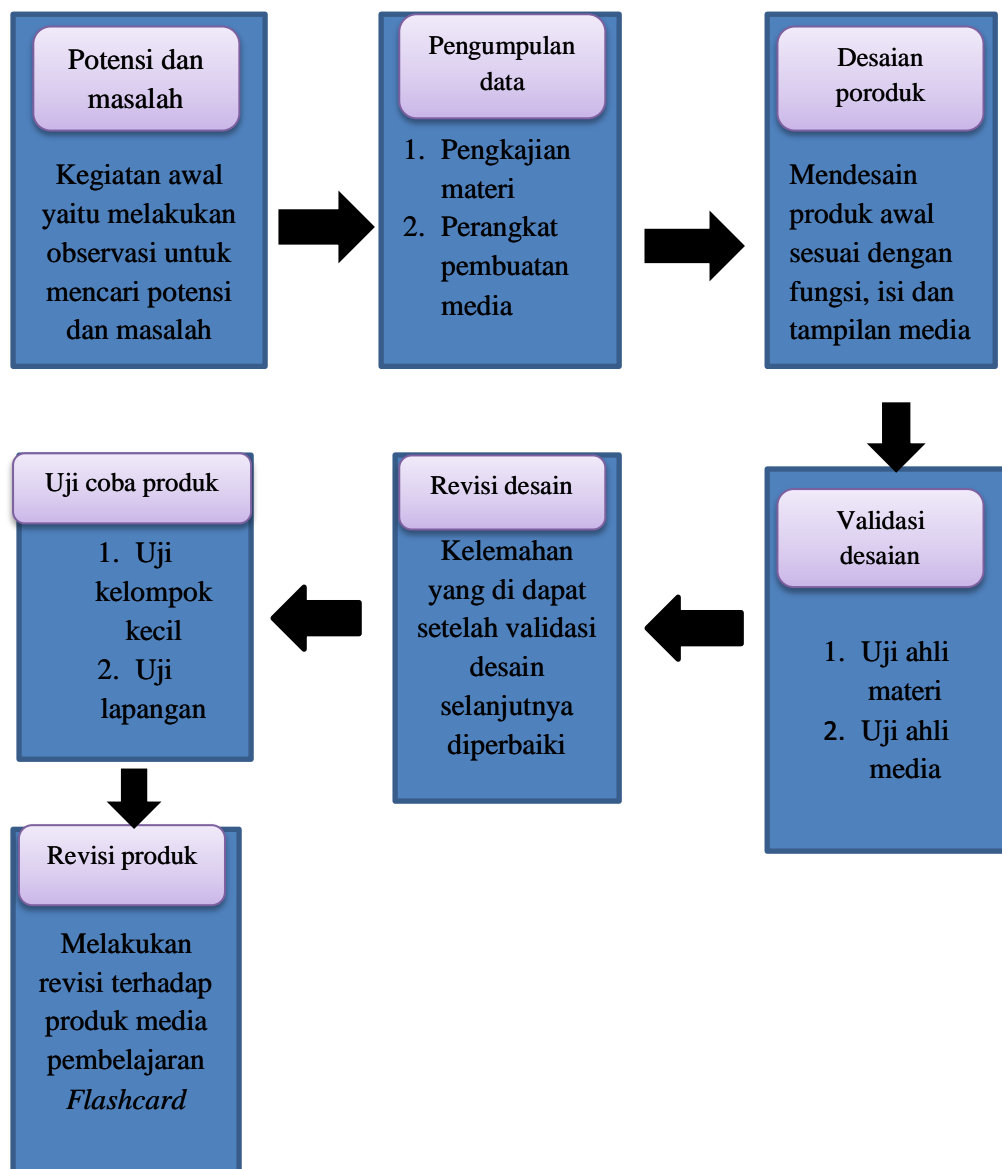 Potensi dan
masalah
Kegiatan awal
yaitu melakukan
observasi untuk
mencari potensi
dan masalah
Pengumpulan
data
1. Pengkajian
materi
2. Perangkat
pembuatan
media
Desaian
poroduk
Mendesain
produk awal
sesuai dengan
fungsi, isi dan
tampilan media
Validasi
desaian
1. Uji ahli
materi
2. Uji ahli
media
Revisi desain
Kelemahan
yang di dapat
setelah validasi
desain
selanjutnya
diperbaiki
Uji coba produk
1. Uji
kelompok
kecil
2. Uji
lapangan
Revisi produk
Melakukan
revisi terhadap
produk media
pembelajaran
Flashcard